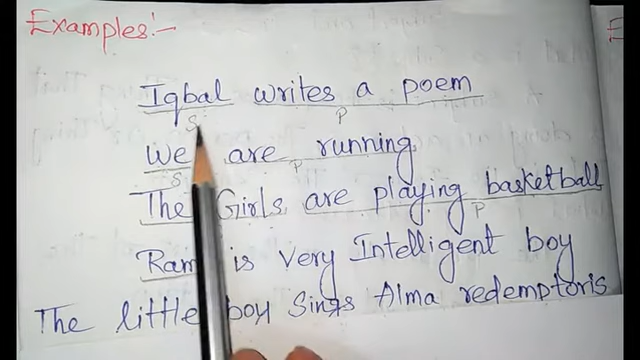 Examples:-
Iqbal writes a poem
S P
We are running
S P
The Girls are playing basketball
P
Ram is very Intelligent boy
The little boy Sings Alma redemptoris